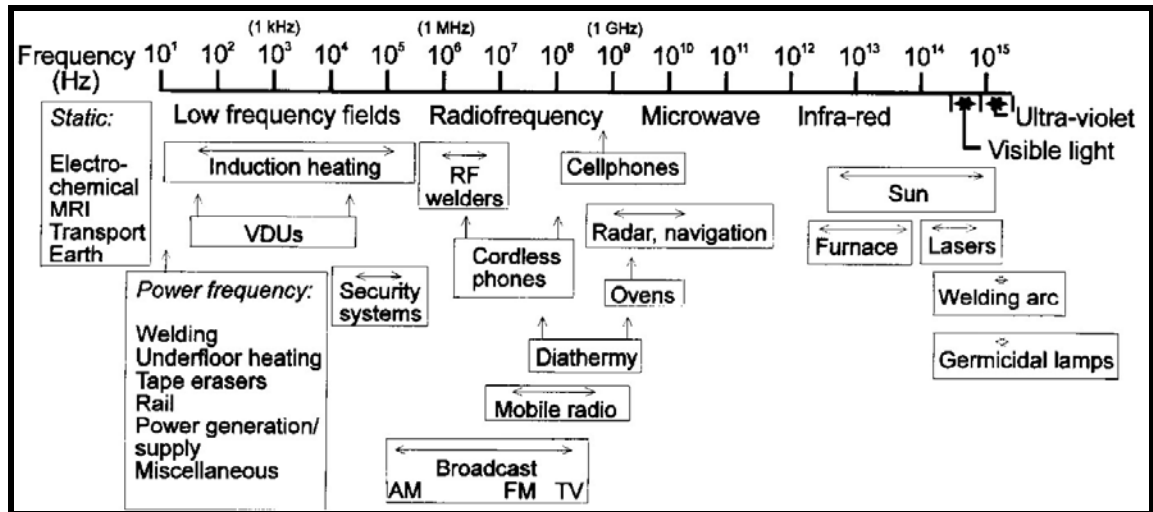 (1 kHz) (1 MHz) (1 GHz)
Frequency 10¹ 10² 10³ 10⁴ 10⁵ 10⁶ 10⁷ 10⁸ 10⁹ 10¹⁰ 10¹¹ 10¹² 10¹³ 10¹⁴ 10¹⁵
(Hz)
Low frequency fields Radiofrequency Microwave Infra-red Ultra-violet
Visible light
Static:
Electro-
chemical
MRI
Transport
Earth
Induction heating
RF
welders
Cellphones
Sun
VDUs
Cordless
phones
Radar, navigation
Furnace
Lasers
Power frequency:
Welding
Underfloor heating
Tape erasers
Rail
Power generation/
supply
Miscellaneous
Security
systems
Ovens
Welding arc
Diathermy
Germicidal lamps
Mobile radio
Broadcast
AM FM TV